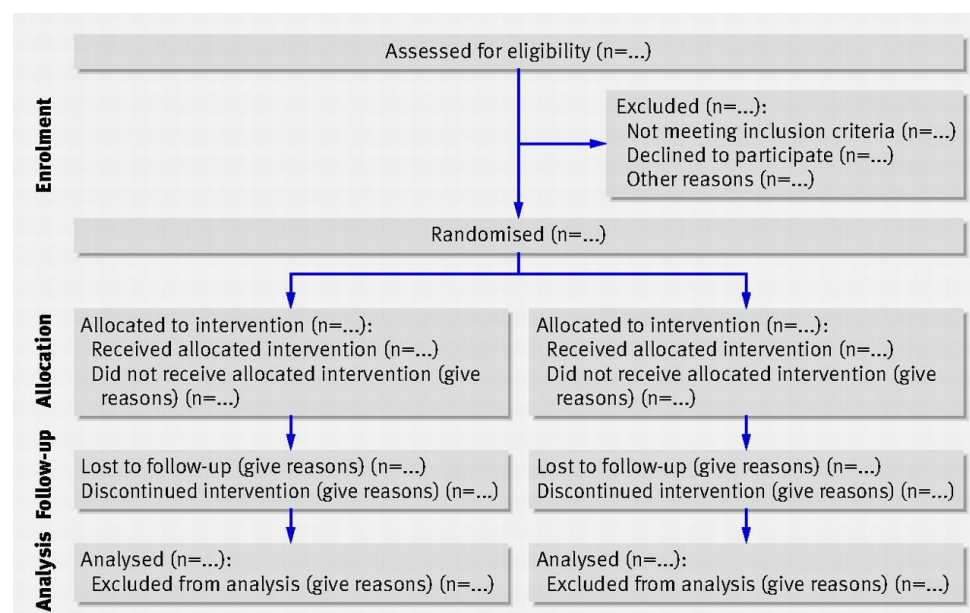 Assessed for eligibility (n=...)
Enrolment
Excluded (n=...):
Not meeting inclusion criteria (n=...)
Declined to participate (n=...)
Other reasons (n=...)
Randomised (n=...)
Allocation
Allocated to intervention (n=...):
Received allocated intervention (n=...)
Did not receive allocated intervention (give
reasons) (n=...)
Allocated to intervention (n=...):
Received allocated intervention (n=...)
Did not receive allocated intervention (give
reasons) (n=...)
Follow-up
Lost to follow-up (give reasons) (n=...)
Discontinued intervention (give reasons) (n=...)
Lost to follow-up (give reasons) (n=...)
Discontinued intervention (give reasons) (n=...)
Analysis
Analysed (n=...):
Excluded from analysis (give reasons) (n=...)
Analysed (n=...):
Excluded from analysis (give reasons) (n=...)